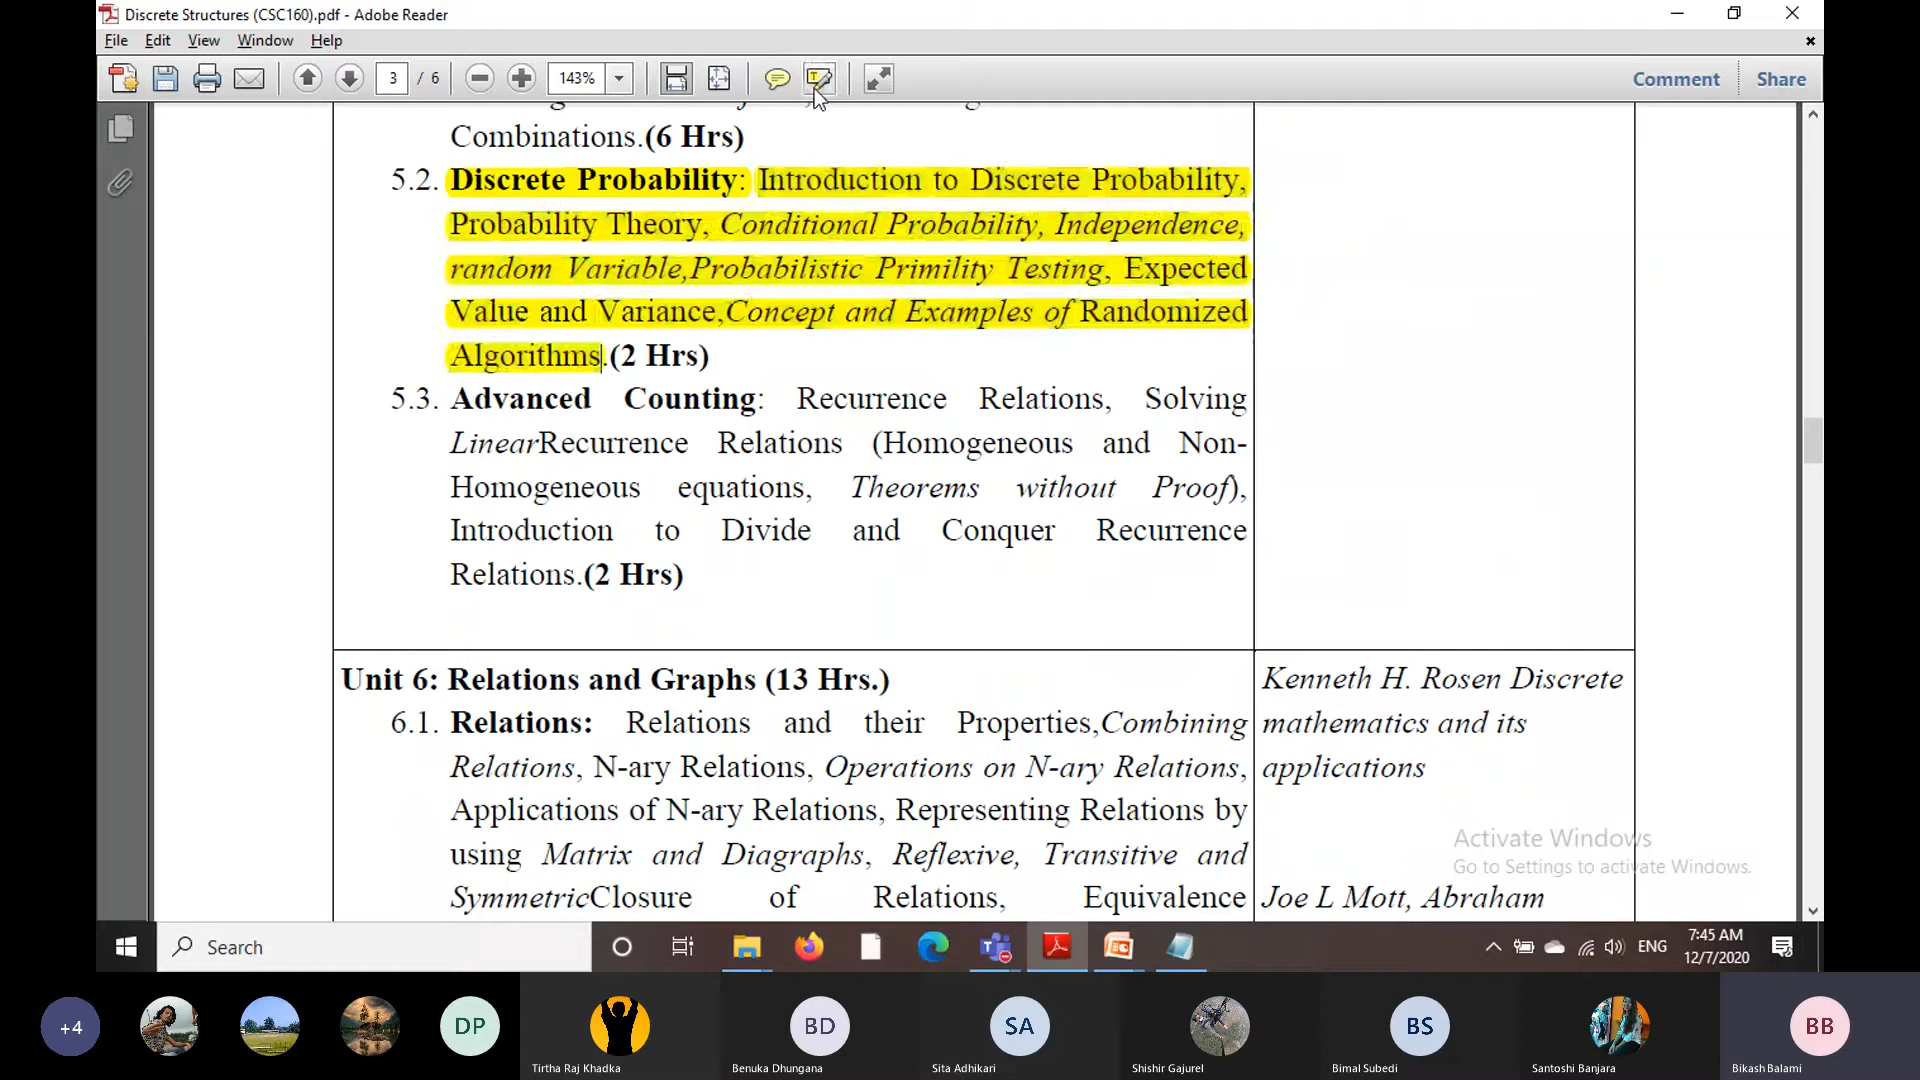 Discrete Structures (CSC160).pdf - Adobe Reader
File Edit View Window Help
3 / 6 143% Comment Share
Combinations.(6 Hrs)
5.2. Discrete Probability: Introduction to Discrete Probability,
Probability Theory, Conditional Probability, Independence,
random Variable,Probabilistic Primility Testing, Expected
Value and Variance,Concept and Examples of Randomized
Algorithms.(2 Hrs)
5.3. Advanced Counting: Recurrence Relations, Solving
LinearRecurrence Relations (Homogeneous and Non-
Homogeneous equations, Theorems without Proof),
Introduction to Divide and Conquer Recurrence
Relations.(2 Hrs)
Unit 6: Relations and Graphs (13 Hrs.)
6.1. Relations: Relations and their Properties,Combining
Relations, N-ary Relations, Operations on N-ary Relations,
Applications of N-ary Relations, Representing Relations by
using Matrix and Diagraphs, Reflexive, Transitive and
SymmetricClosure of Relations, Equivalence
Kenneth H. Rosen Discrete
mathematics and its
applications
Joe L Mott, Abraham
Activate Windows
Go to Settings to activate Windows.
Search
ENG
7:45 AM
12/7/2020
+4
DP
BD
SA
BS
BB
Tirtha Raj Khadka
Benuka Dhungana
Sita Adhikari
Shishir Gajurel
Bimal Subedi
Santoshi Banjara
Bikash Balami